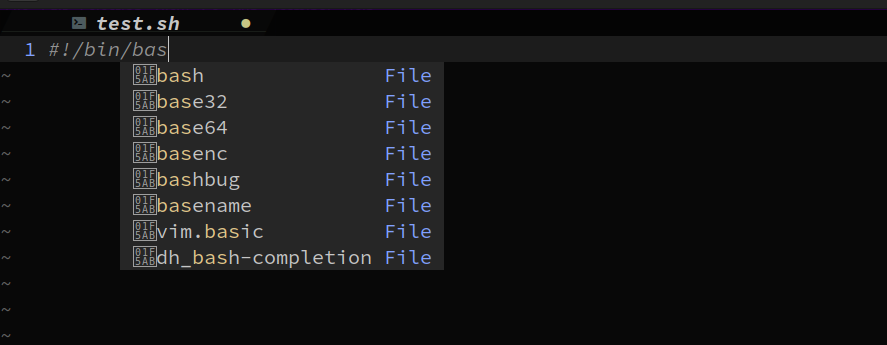 test.sh ●
1 #!/bin/bas
~ 🖫bash File
~ 🖫base32 File
~ 🖫base64 File
~ 🖫basenc File
~ 🖫bashbug File
~ 🖫basename File
~ 🖫vim.basic File
~ 🖫dh_bash-completion File
~
~
~